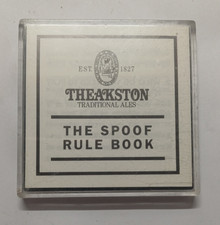 EST. 1827
THEAKSTON
TRADITIONAL ALES
THE SPOOF
RULE BOOK